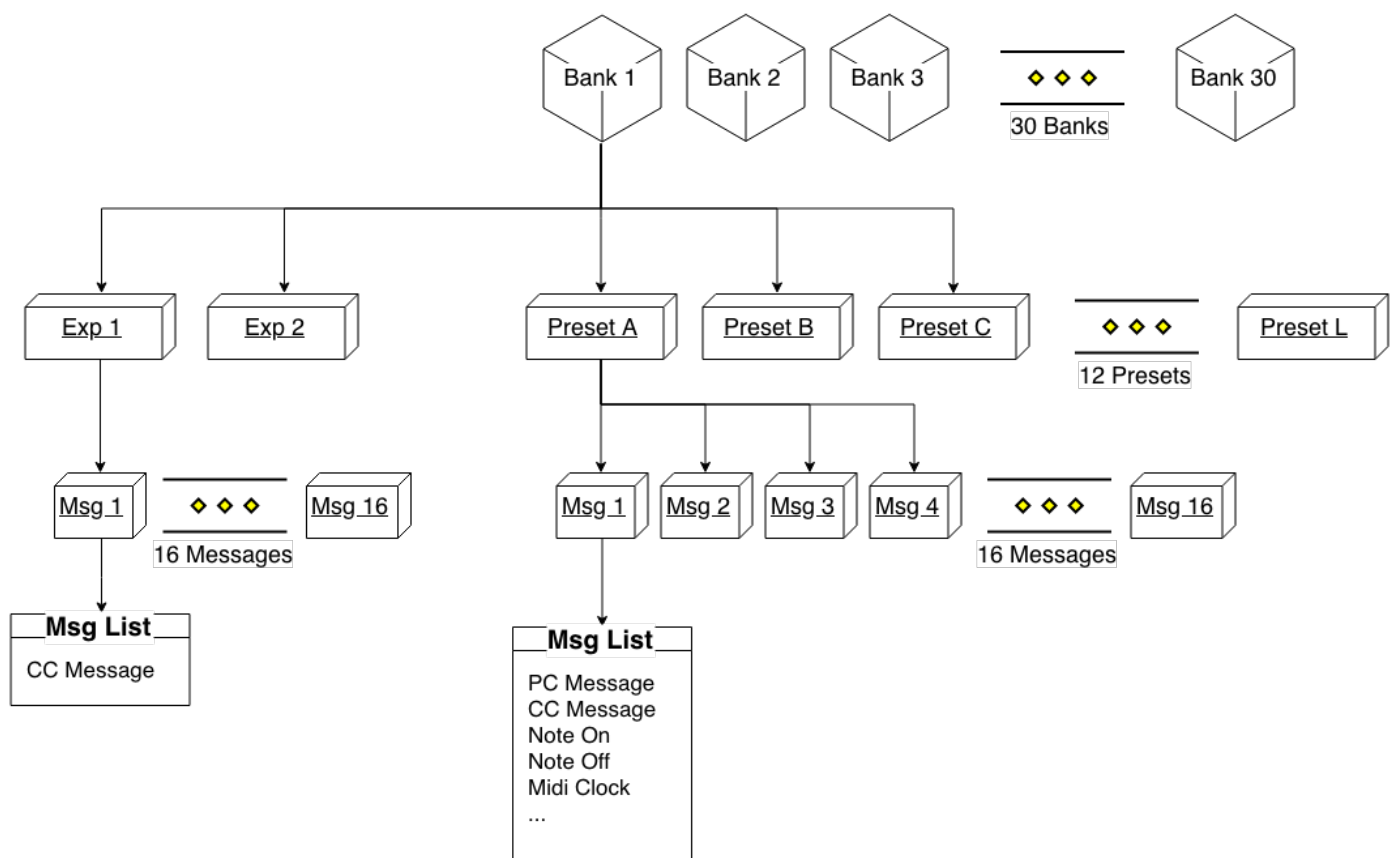 Bank 1
Bank 2
Bank 3
30 Banks
Bank 30
Exp 1
Exp 2
Preset A
Preset B
Preset C
12 Presets
Preset L
Msg 1
16 Messages
Msg 16
Msg 1
Msg 2
Msg 3
Msg 4
16 Messages
Msg 16
Msg List
CC Message
Msg List
PC Message
CC Message
Note On
Note Off
Midi Clock
...